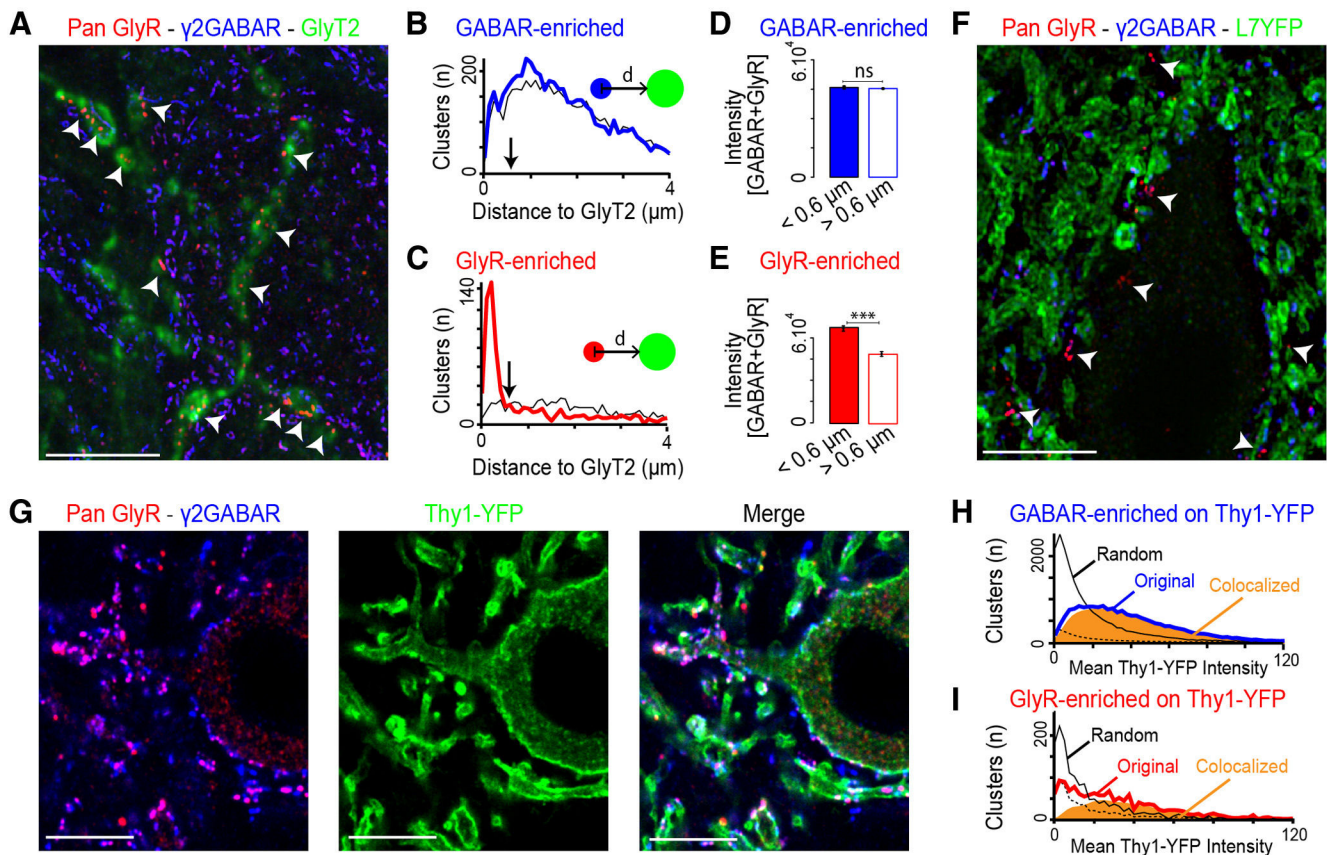 A Pan GlyR - γ2GABAR - GlyT2
B GABAR-enriched
Clusters (n)
200
0
d
0 4
Distance to GlyT2 (µm)
C GlyR-enriched
Clusters (n)
140
0
d
0 4
Distance to GlyT2 (µm)
D GABAR-enriched
Intensity
[GABAR+GlyR]
6.10⁴
0
ns
< 0.6 µm
> 0.6 µm
E GlyR-enriched
Intensity
[GABAR+GlyR]
6.10⁴
0
***
< 0.6 µm
> 0.6 µm
F Pan GlyR - γ2GABAR - L7YFP
G Pan GlyR - γ2GABAR
Thy1-YFP
Merge
H GABAR-enriched on Thy1-YFP
Clusters (n)
2000
0
Random
Original
Colocalized
0 120
Mean Thy1-YFP Intensity
I GlyR-enriched on Thy1-YFP
Clusters (n)
200
0
Random
Original
Colocalized
0 120
Mean Thy1-YFP Intensity